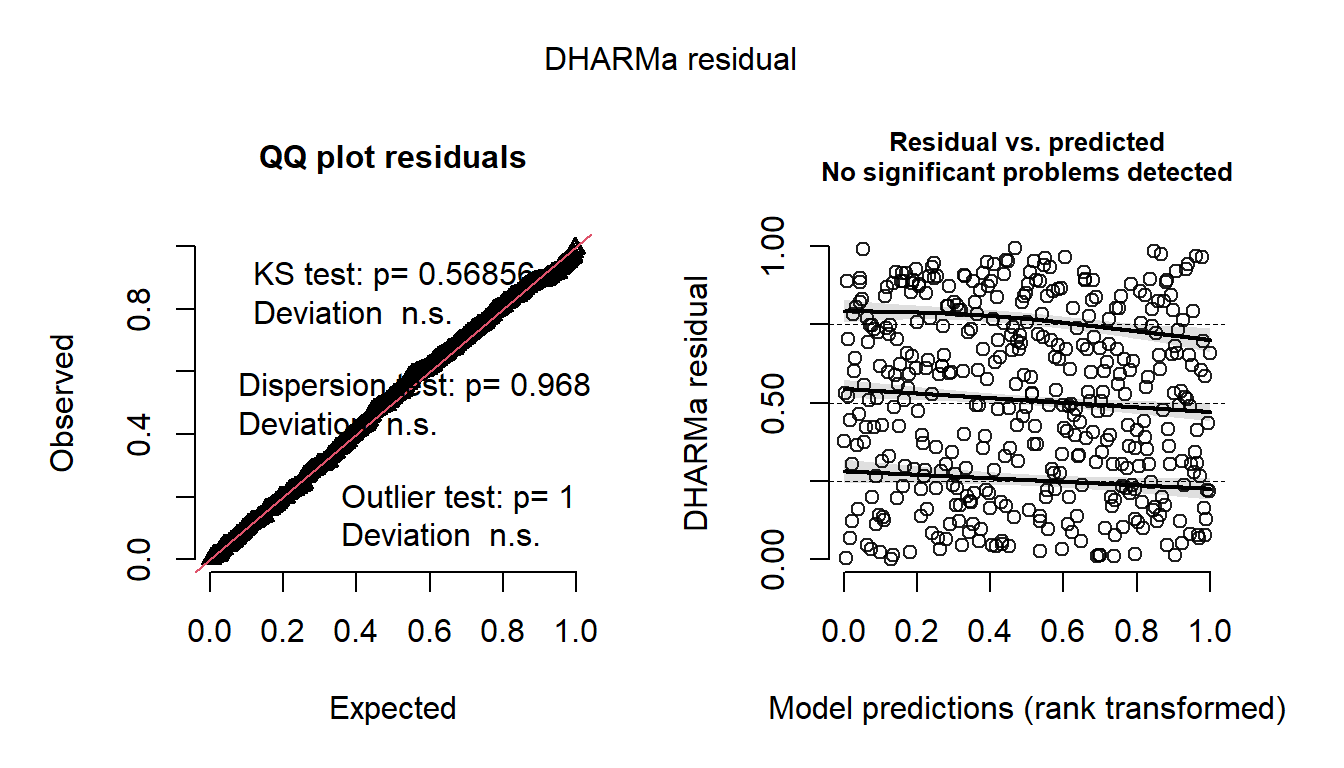 DHARMa residual
QQ plot residuals
KS test: p= 0.56856
Deviation n.s.
Dispersion test: p= 0.968
Deviation n.s.
Outlier test: p= 1
Deviation n.s.
Observed
0.0
0.4
0.8
0.0 0.2 0.4 0.6 0.8 1.0
Expected
Residual vs. predicted
No significant problems detected
DHARMa residual
0.00
0.50
1.00
0.0 0.2 0.4 0.6 0.8 1.0
Model predictions (rank transformed)